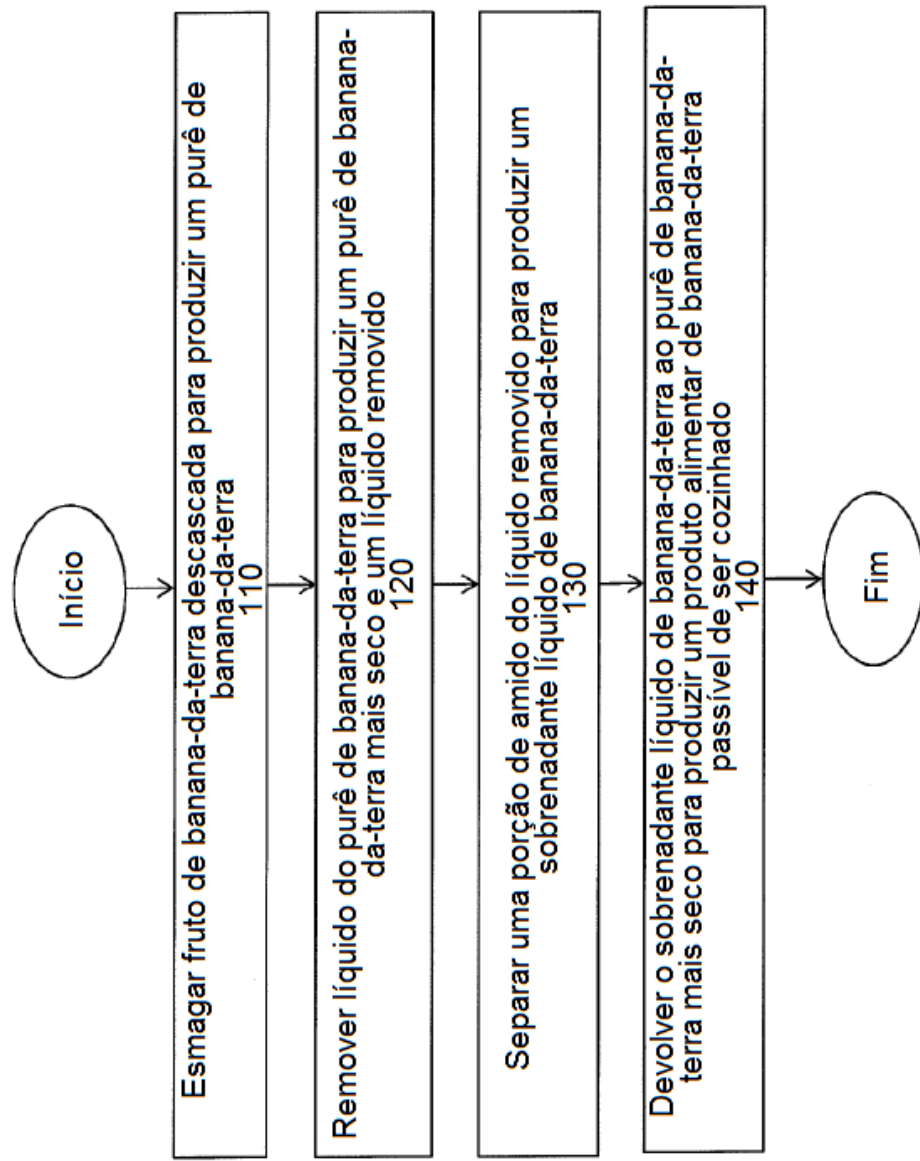 Início
Esmagar fruto de banana-da-terra descascada para produzir um purê de
banana-da-terra
110
Remover líquido do purê de banana-da-terra para produzir um purê de banana-
da-terra mais seco e um líquido removido
120
Separar uma porção de amido do líquido removido para produzir um
sobrenadante líquido de banana-da-terra
130
Devolver o sobrenadante líquido de banana-da-terra ao purê de banana-da-
terra mais seco para produzir um produto alimentar de banana-da-terra
passível de ser cozinhado
140
Fim